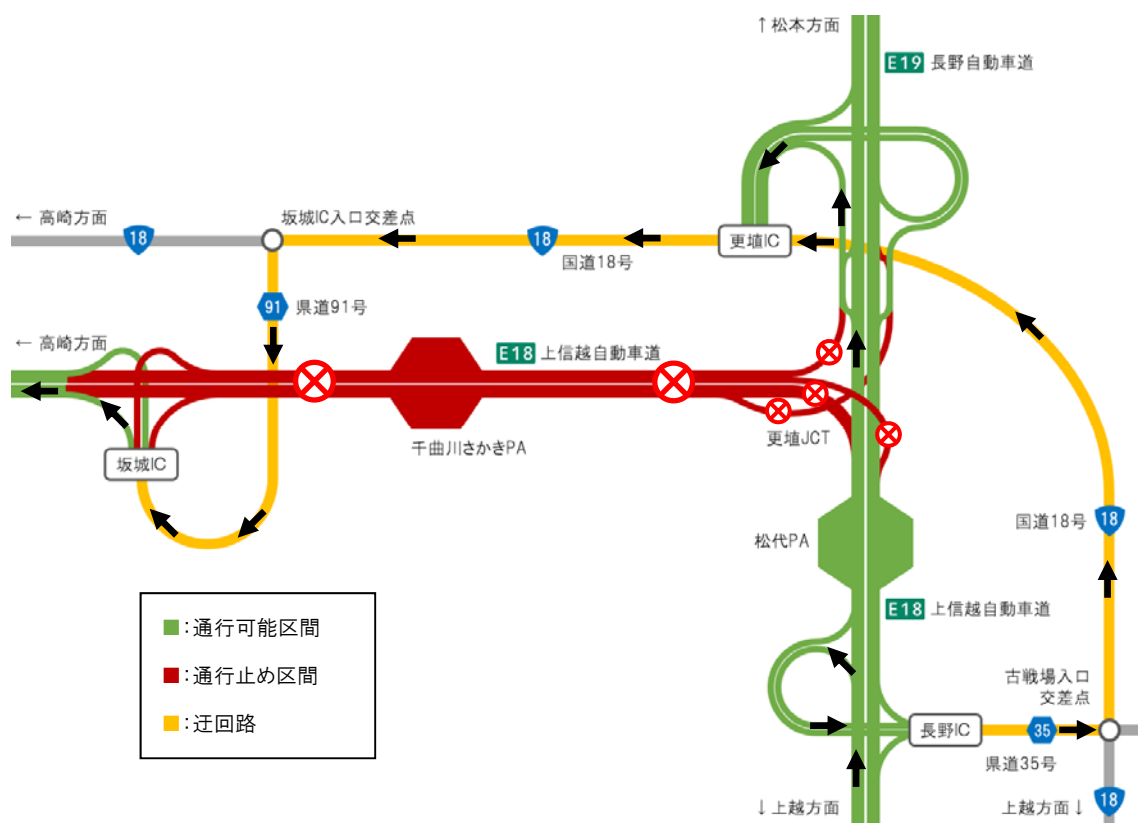 ↑松本方面
E19 長野自動車道
← 高崎方面
18
坂城IC入口交差点
18
国道18号
更埴IC
91 県道91号
← 高崎方面
E18 上信越自動車道
千曲川さかきPA
更埴JCT
坂城IC
松代PA
国道18号 18
E18 上信越自動車道
■:通行可能区間
■:通行止め区間
■:迂回路
古戦場入口
交差点
長野IC
35
県道35号
↓上越方面
上越方面↓ 18